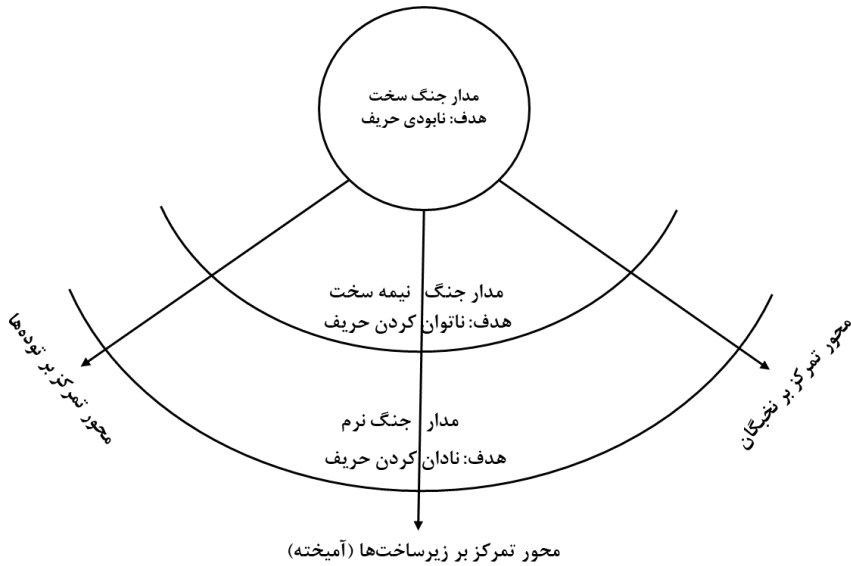 مدار جنگ سخت
هدف: نابودی حریف
مدار جنگ نیمه سخت
هدف: ناتوان کردن حریف
مدار جنگ نرم
هدف: نادان کردن حریف
محور تمرکز بر نخبگان
محور تمرکز بر توده‌ها
محور تمرکز بر زیرساخت‌ها (آمیخته)